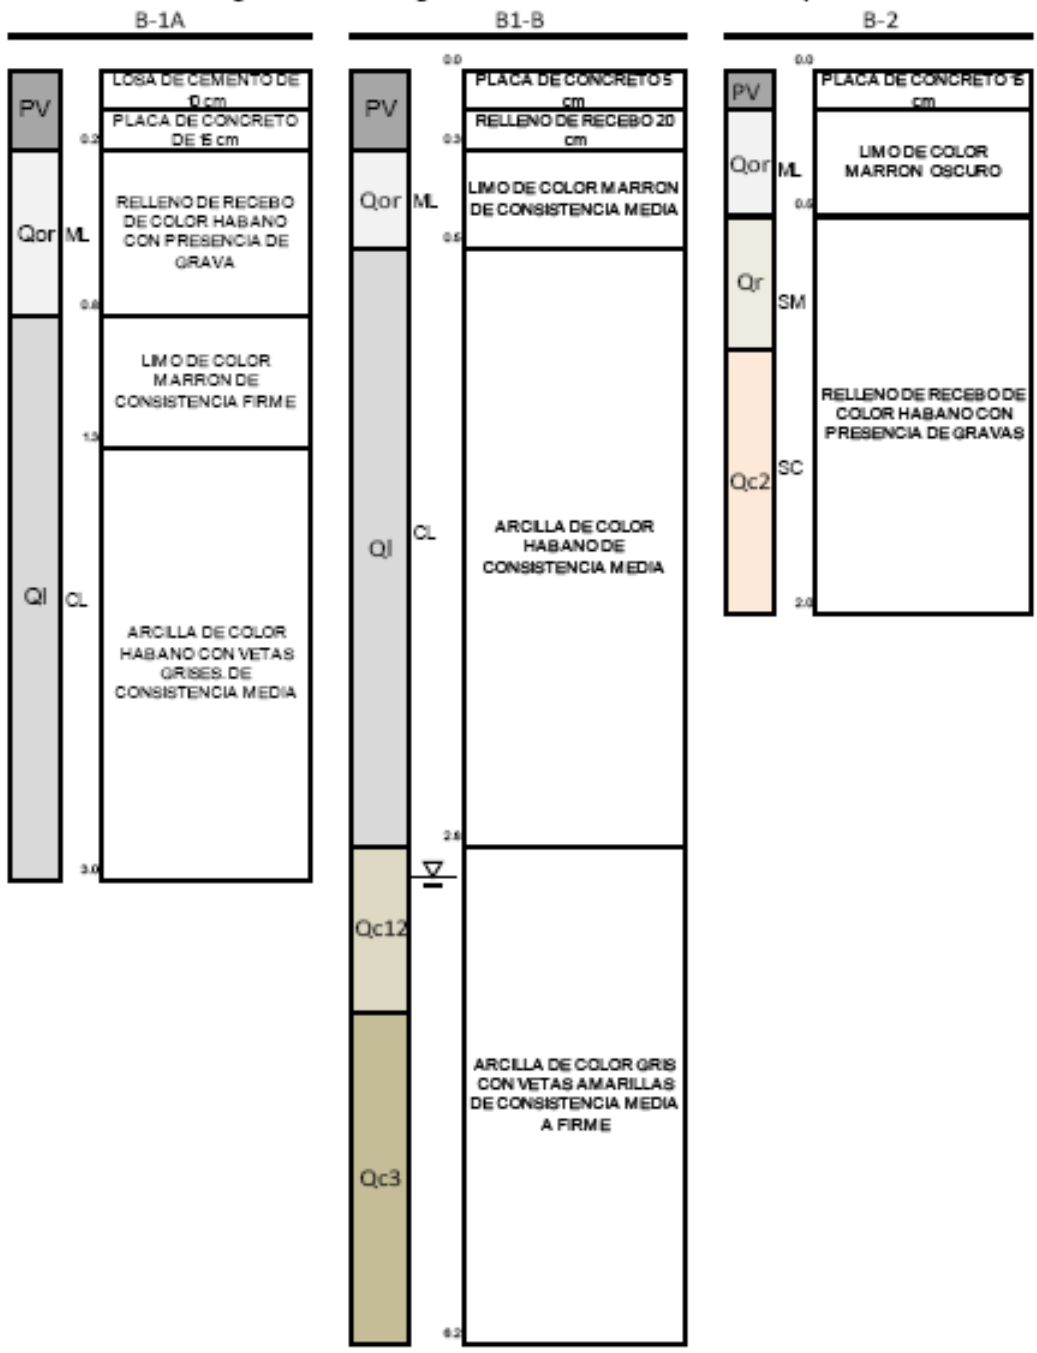 B-1A
PV
LOSA DE CEMENTO DE
10 cm
PLACA DE CONCRETO
DE 15 cm
0.2
Qor
ML
RELLENO DE RECEBO
DE COLOR HABANO
CON PRESENCIA DE
GRAVA
0.8
LIMO DE COLOR
MARRON DE
CONSISTENCIA FIRME
1.3
Ql
CL
ARCILLA DE COLOR
HABANO CON VETAS
GRISES. DE
CONSISTENCIA MEDIA
3.0
B1-B
0.0
PV
PLACA DE CONCRETO 5
cm
RELLENO DE RECEBO 20
cm
0.3
Qor
ML
LIMO DE COLOR MARRON
DE CONSISTENCIA MEDIA
0.5
Ql
CL
ARCILLA DE COLOR
HABANO DE
CONSISTENCIA MEDIA
Qc12
ARCILLA DE COLOR GRIS
CON VETAS AMARILLAS
DE CONSISTENCIA MEDIA
A FIRME
Qc3
6.2
B-2
0.0
PV
PLACA DE CONCRETO 15
cm
Qor
ML
LIMO DE COLOR
MARRON OSCURO
Qr
SM
RELLENO DE RECEBO DE
COLOR HABANO CON
PRESENCIA DE GRAVAS
Qc2
SC
2.0